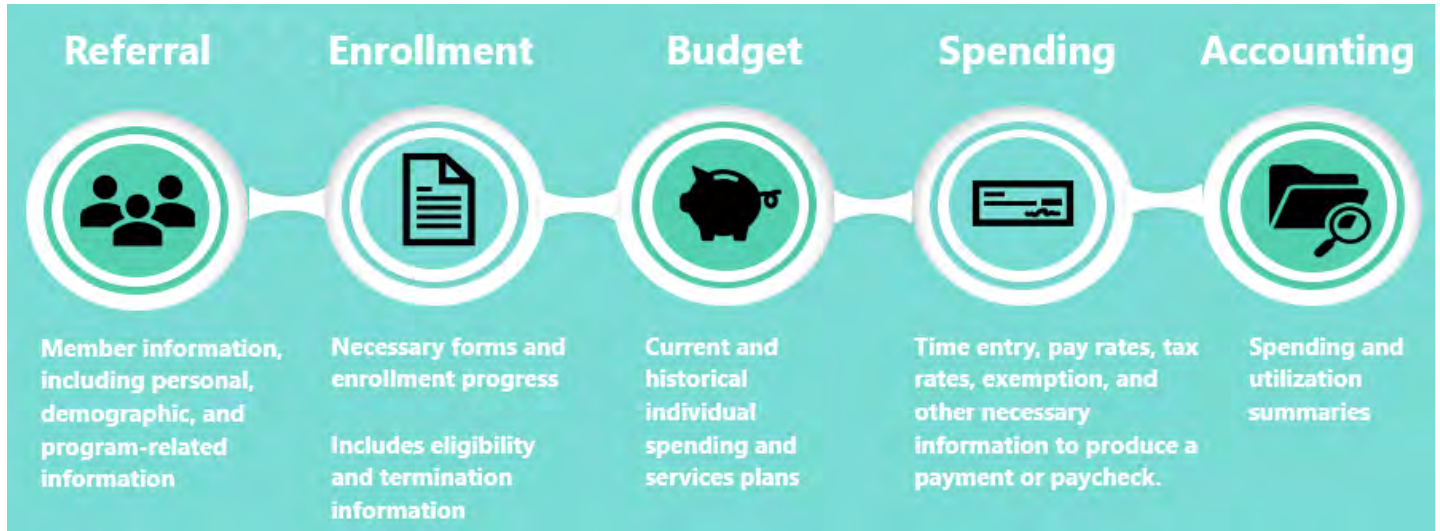 Referral
Member information,
including personal,
demographic, and
program-related
information
Enrollment
Necessary forms and
enrollment progress
Includes eligibility
and termination
information
Budget
Current and
historical
individual
spending and
services plans
Spending
Time entry, pay rates, tax
rates, exemption, and
other necessary
information to produce a
payment or paycheck.
Accounting
Spending and
utilization
summaries